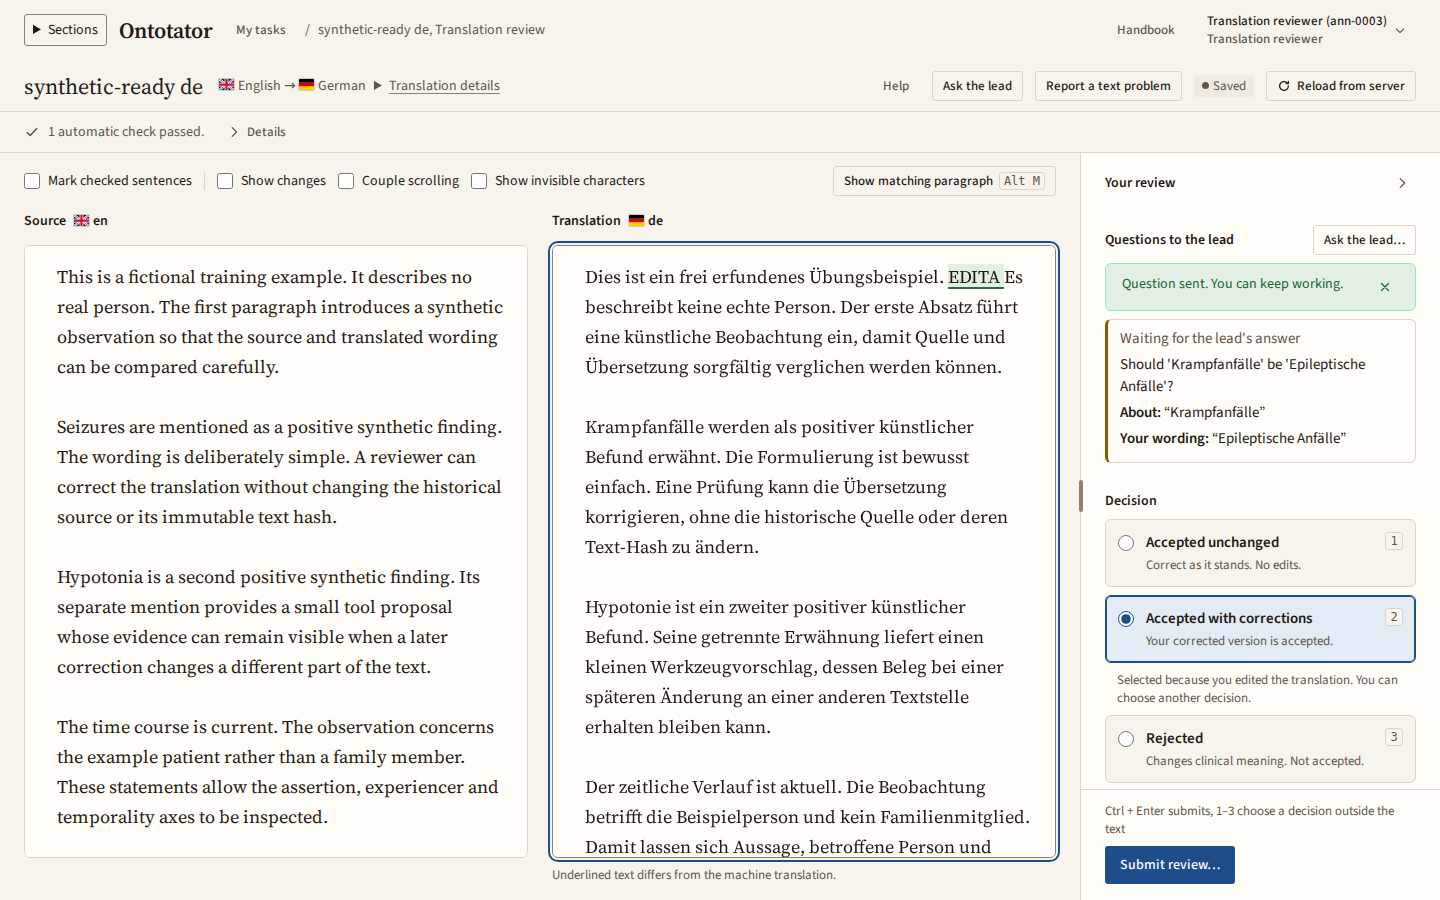 ▶ Sections
Ontotator
My tasks / synthetic-ready de, Translation review
Handbook
Translation reviewer (ann-0003)
Translation reviewer
synthetic-ready de
English → German ▶ Translation details
Help
Ask the lead
Report a text problem
Saved
Reload from server
1 automatic check passed.
Details
Mark checked sentences
Show changes
Couple scrolling
Show invisible characters
Show matching paragraph Alt M
Source en
This is a fictional training example. It describes no
real person. The first paragraph introduces a synthetic
observation so that the source and translated wording
can be compared carefully.
Seizures are mentioned as a positive synthetic finding.
The wording is deliberately simple. A reviewer can
correct the translation without changing the historical
source or its immutable text hash.
Hypotonia is a second positive synthetic finding. Its
separate mention provides a small tool proposal
whose evidence can remain visible when a later
correction changes a different part of the text.
The time course is current. The observation concerns
the example patient rather than a family member.
These statements allow the assertion, experiencer and
temporality axes to be inspected.
Translation de
Dies ist ein frei erfundenes Übungsbeispiel. EDITA Es
beschreibt keine echte Person. Der erste Absatz führt
eine künstliche Beobachtung ein, damit Quelle und
Übersetzung sorgfältig verglichen werden können.
Krampfanfälle werden als positiver künstlicher
Befund erwähnt. Die Formulierung ist bewusst
einfach. Eine Prüfung kann die Übersetzung
korrigieren, ohne die historische Quelle oder deren
Text-Hash zu ändern.
Hypotonie ist ein zweiter positiver künstlicher
Befund. Seine getrennte Erwähnung liefert einen
kleinen Werkzeugvorschlag, dessen Beleg bei einer
späteren Änderung an einer anderen Textstelle
erhalten bleiben kann.
Der zeitliche Verlauf ist aktuell. Die Beobachtung
betrifft die Beispielperson und kein Familienmitglied.
Damit lassen sich Aussage, betroffene Person und
Underlined text differs from the machine translation.
Your review
Questions to the lead
Ask the lead…
Question sent. You can keep working.
Waiting for the lead's answer
Should 'Krampfanfälle' be 'Epileptische
Anfälle'?
About: “Krampfanfälle”
Your wording: “Epileptische Anfälle”
Decision
Accepted unchanged 1
Correct as it stands. No edits.
Accepted with corrections 2
Your corrected version is accepted.
Selected because you edited the translation. You can
choose another decision.
Rejected 3
Changes clinical meaning. Not accepted.
Ctrl + Enter submits, 1–3 choose a decision outside the
text
Submit review…